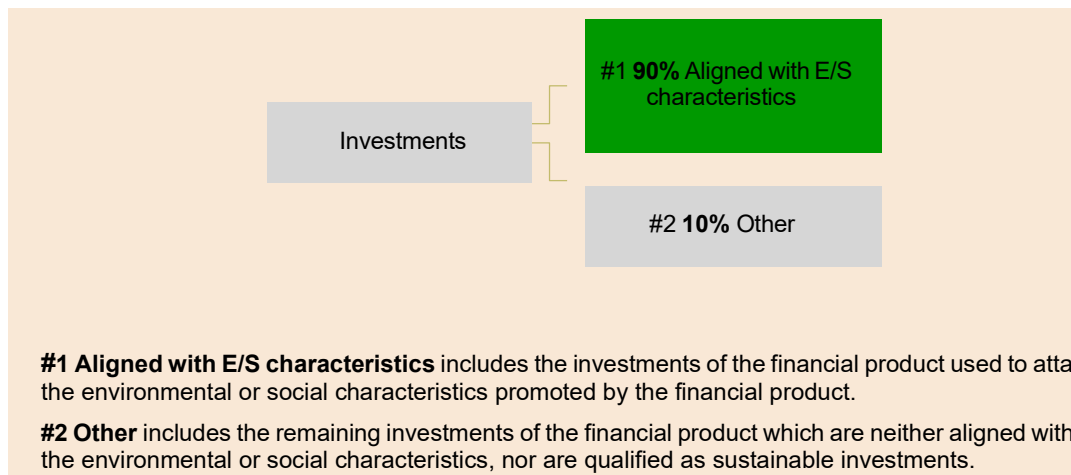 #1 90% Aligned with E/S
characteristics
Investments
#2 10% Other
#1 Aligned with E/S characteristics includes the investments of the financial product used to atta
the environmental or social characteristics promoted by the financial product.
#2 Other includes the remaining investments of the financial product which are neither aligned with
the environmental or social characteristics, nor are qualified as sustainable investments.